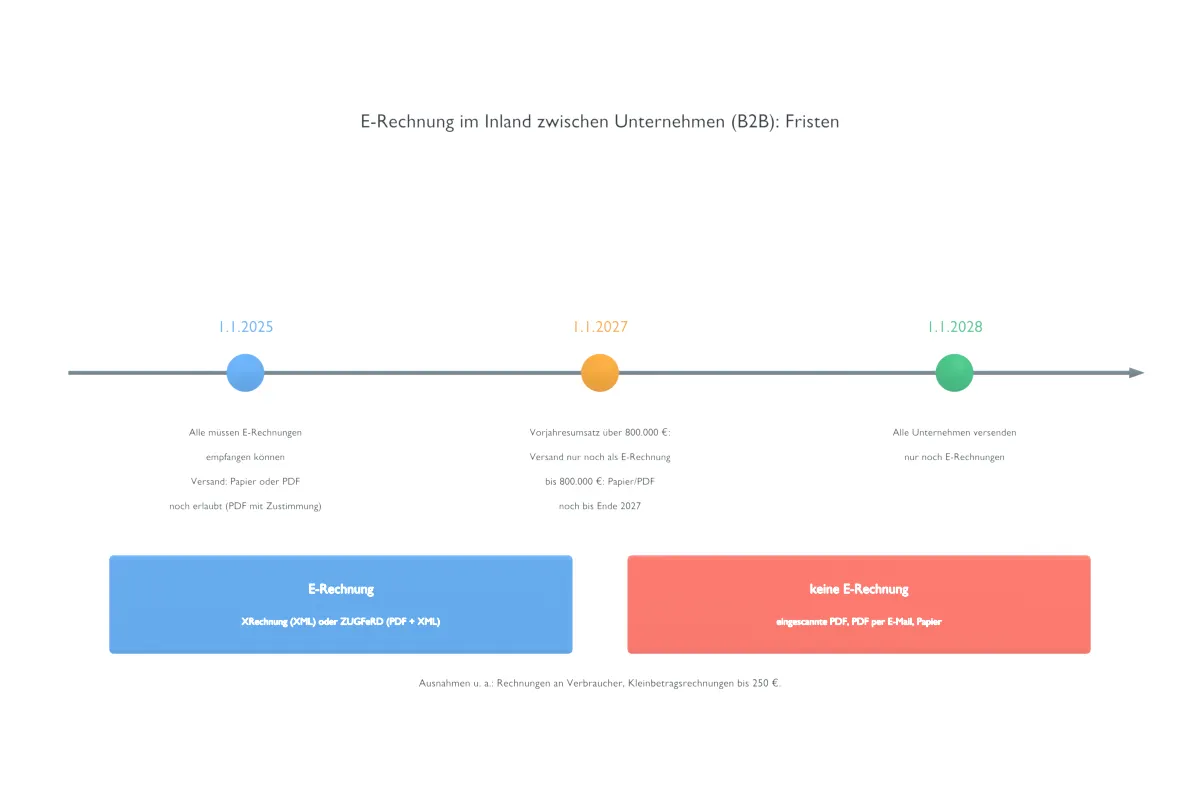 E-Rechnung im Inland zwischen Unternehmen (B2B): Fristen
1.1.2025
1.1.2027
1.1.2028
Alle müssen E-Rechnungen
empfangen können
Versand: Papier oder PDF
noch erlaubt (PDF mit Zustimmung)
Vorjahresumsatz über 800.000 €:
Versand nur noch als E-Rechnung
bis 800.000 €: Papier/PDF
noch bis Ende 2027
Alle Unternehmen versenden
nur noch E-Rechnungen
E-Rechnung
XRechnung (XML) oder ZUGFeRD (PDF + XML)
keine E-Rechnung
eingescannte PDF, PDF per E-Mail, Papier
Ausnahmen u. a.: Rechnungen an Verbraucher, Kleinbetragsrechnungen bis 250 €.